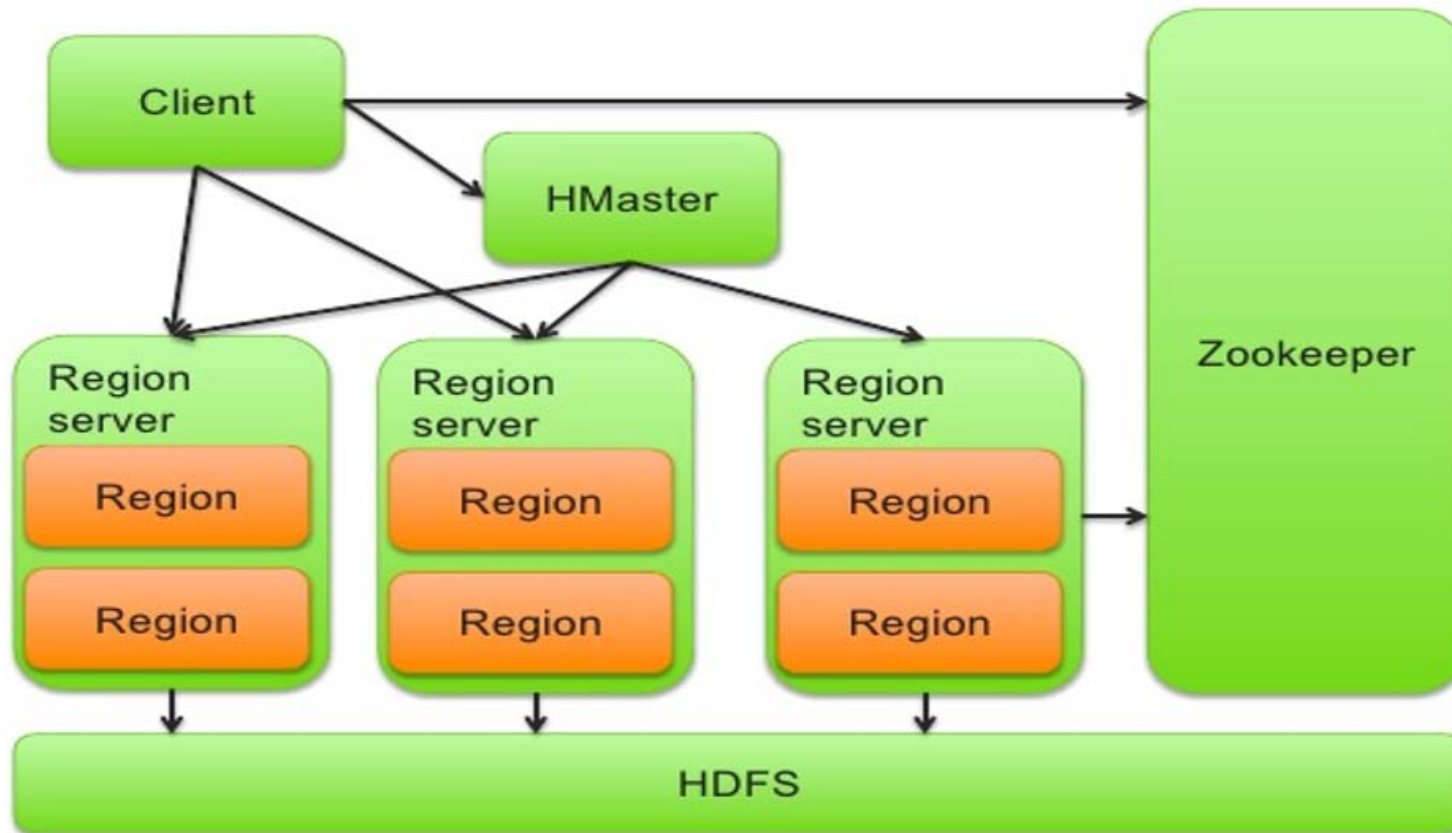 Client
HMaster
Zookeeper
Region
server
Region
Region
Region
server
Region
Region
Region
server
Region
Region
HDFS